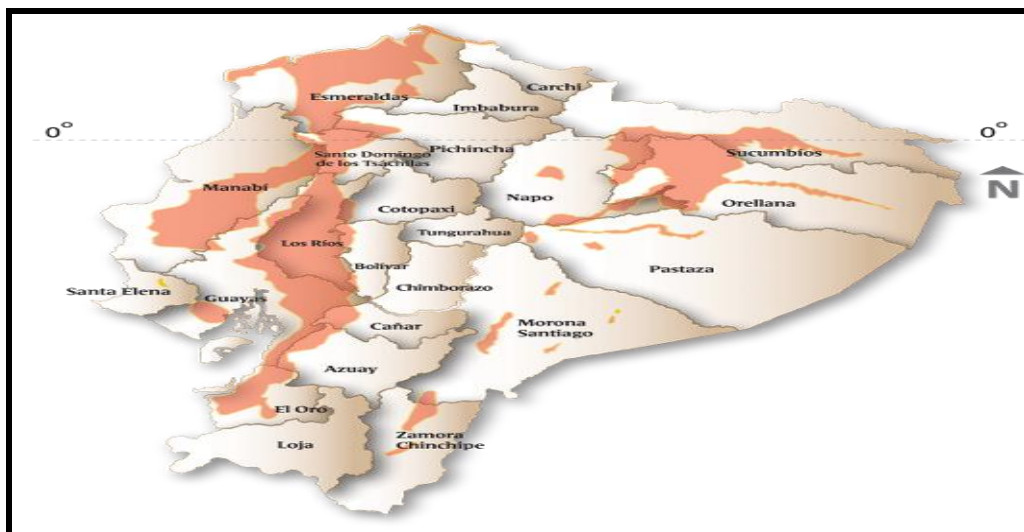 Carchi
Esmeraldas
Imbabura
0°
0°
Pichincha
Santo Domingo
de los Tsáchilas
Sucumbíos
Manabí
Napo
N
Cotopaxi
Orellana
Tungurahua
Los Ríos
Bolívar
Pastaza
Santa Elena
Guayas
Chimborazo
Cañar
Morona
Santiago
Azuay
El Oro
Loja
Zamora
Chinchipe